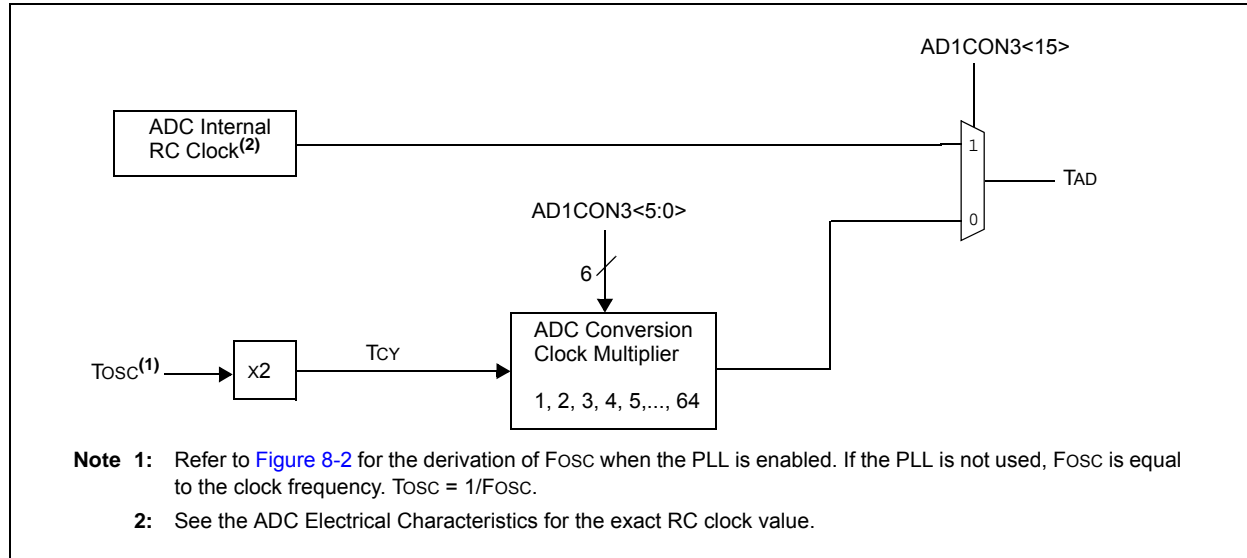 AD1CON3<15>
ADC Internal
RC Clock(2)
1
TAD
AD1CON3<5:0>
0
6
ADC Conversion
Clock Multiplier
TOSC(1)
x2
TCY
1, 2, 3, 4, 5,..., 64
Note 1: Refer to Figure 8-2 for the derivation of FOSC when the PLL is enabled. If the PLL is not used, FOSC is equal
to the clock frequency. TOSC = 1/FOSC.
2: See the ADC Electrical Characteristics for the exact RC clock value.